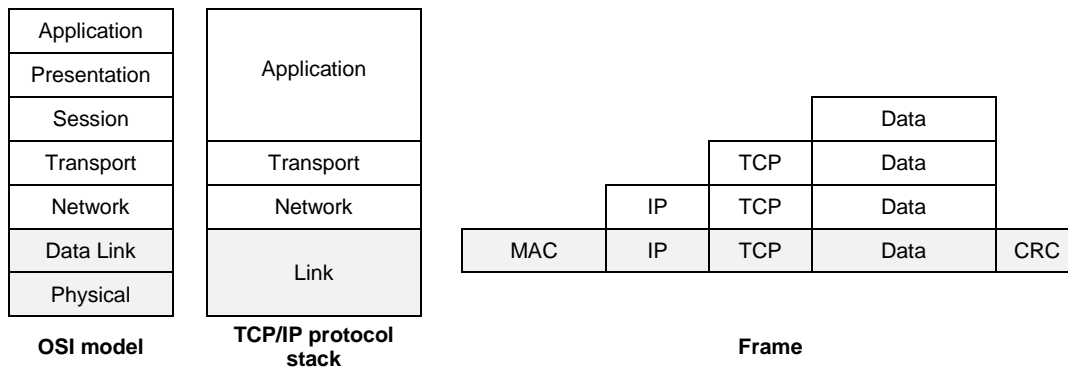 Application
Presentation
Session
Transport
Network
Data Link
Physical
OSI model
Application
Transport
Network
Link
TCP/IP protocol
stack
Data
TCP Data
IP TCP Data
MAC IP TCP Data CRC
Frame